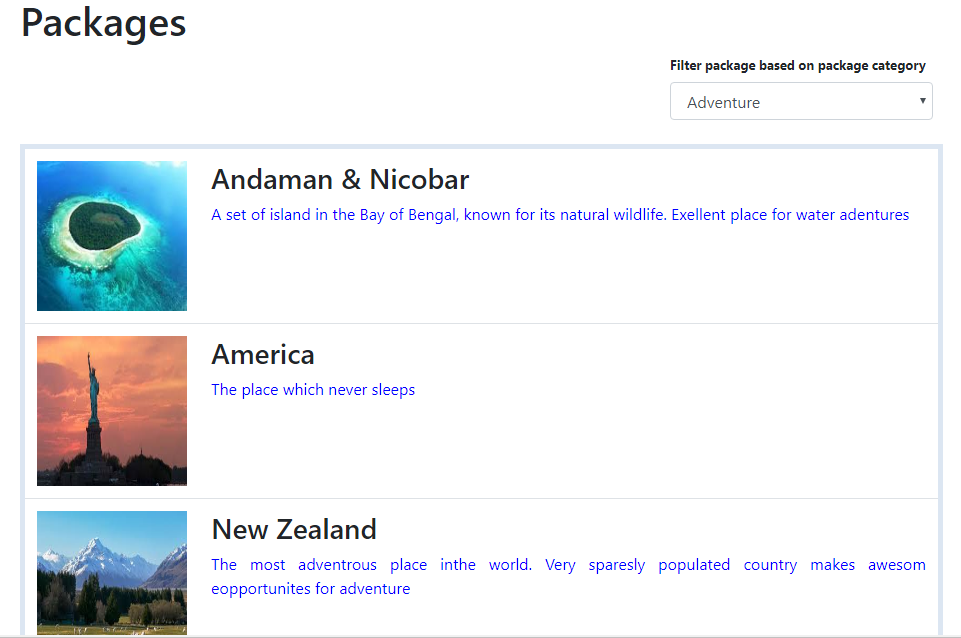 Packages
Filter package based on package category
Adventure
Andaman & Nicobar
A set of island in the Bay of Bengal, known for its natural wildlife. Exellent place for water adentures
America
The place which never sleeps
New Zealand
The most adventrous place inthe world. Very sparesly populated country makes awesom
eopportunites for adventure